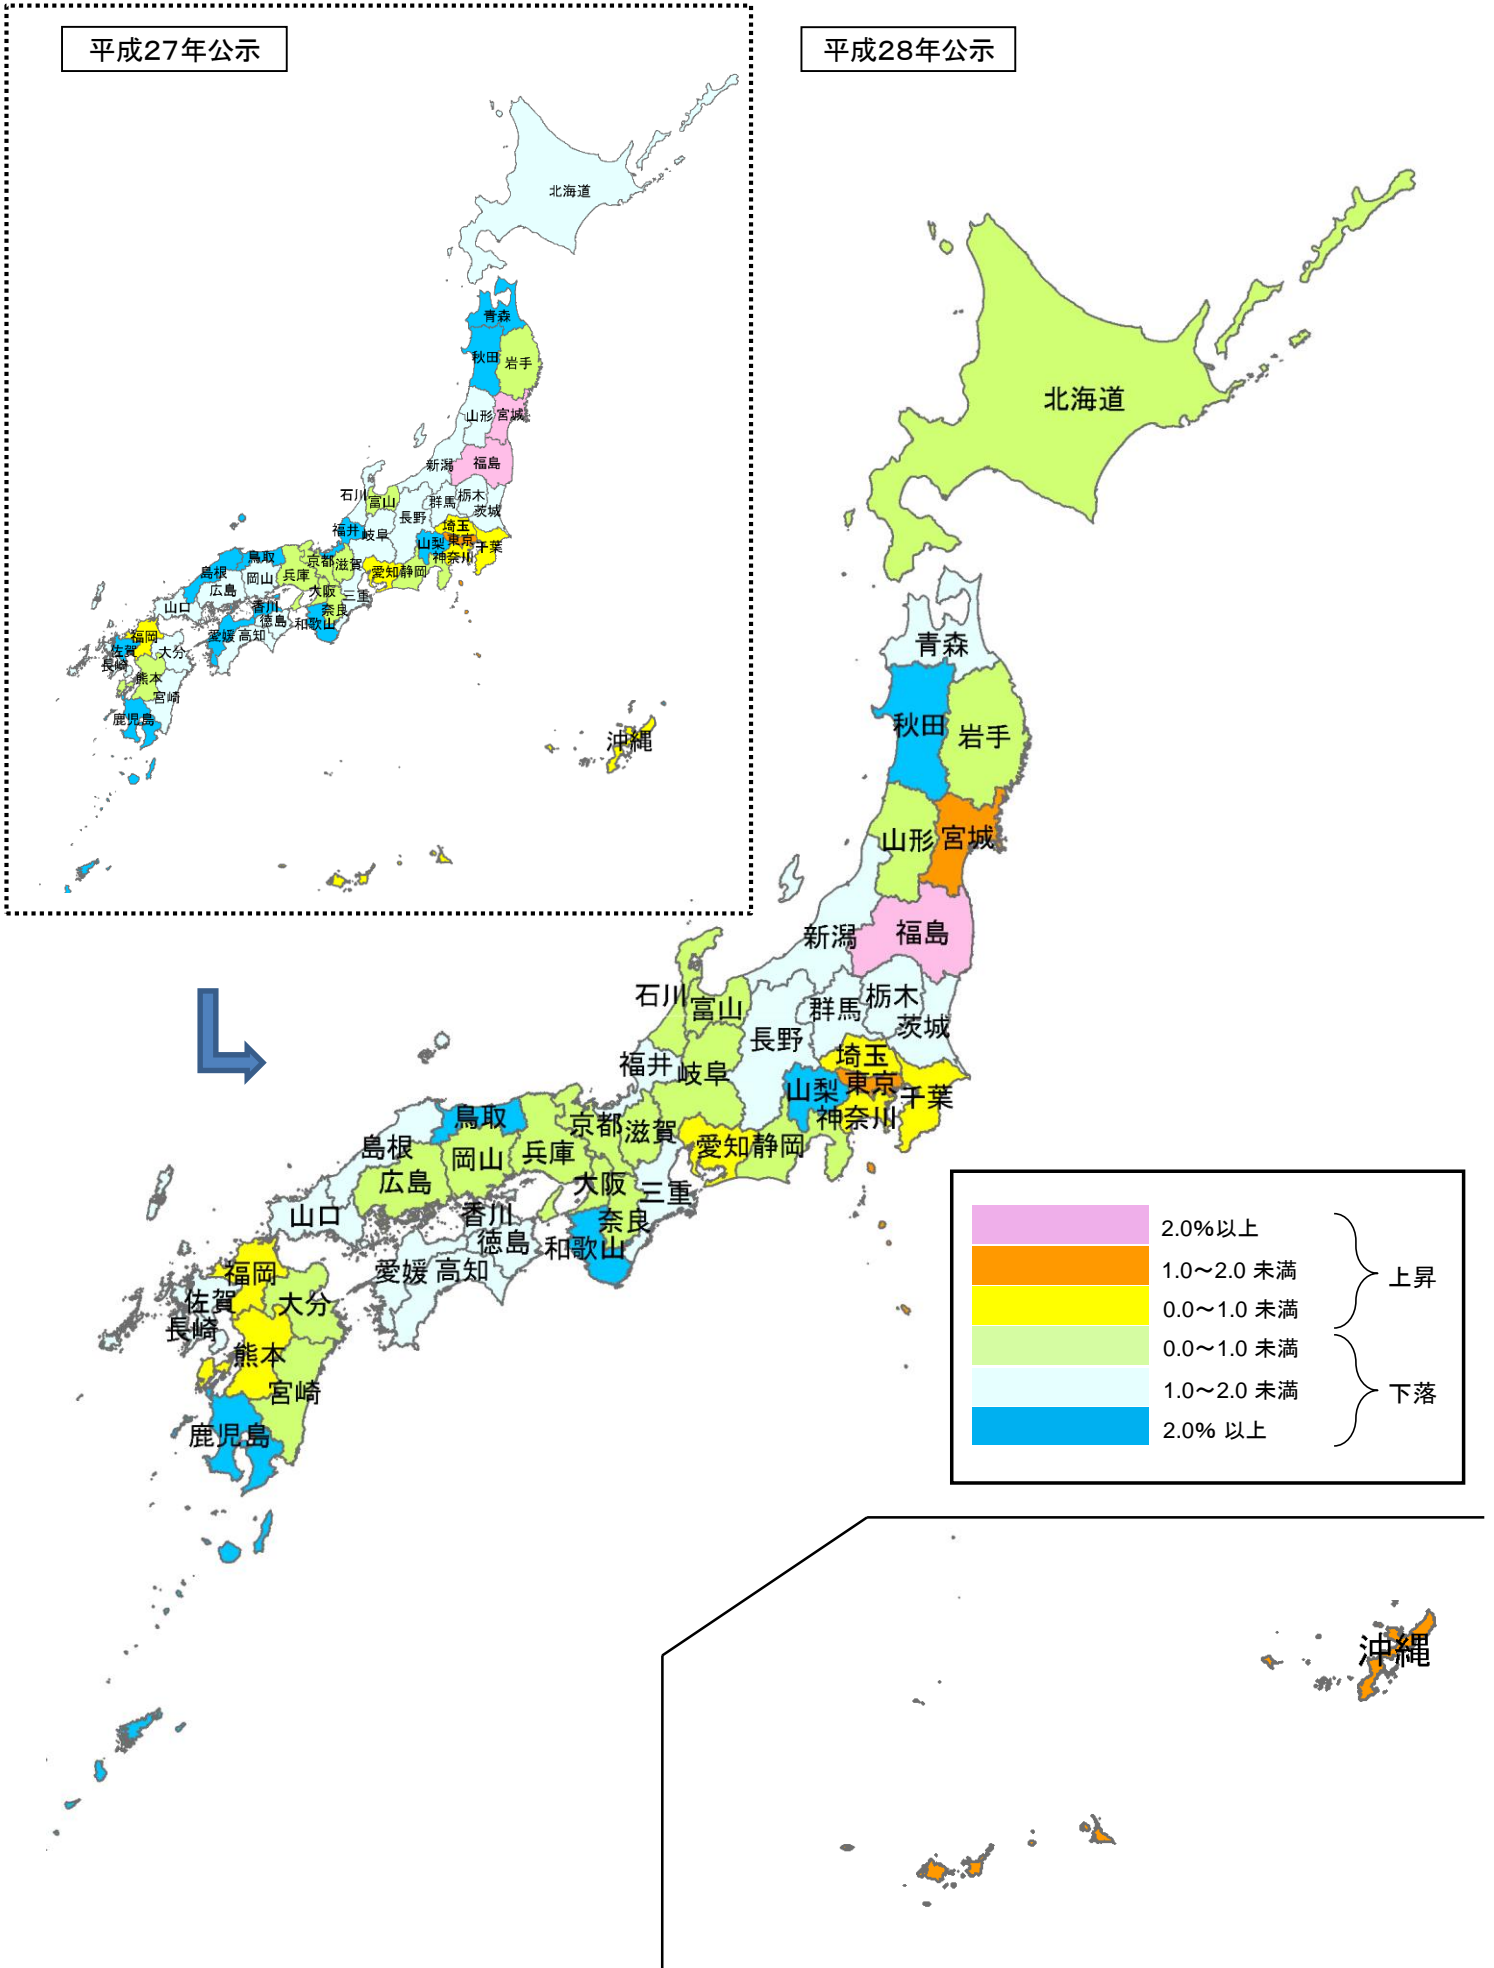 平成27年公示
北海道
青森
秋田
岩手
山形
宮城
新潟
福島
石川
富山
群馬
栃木
長野
茨城
福井
岐阜
埼玉
山梨
東京
千葉
神奈川
鳥取
島根
岡山
兵庫
京都
滋賀
愛知
静岡
広島
大阪
三重
山口
香川
奈良
徳島
和歌山
愛媛
高知
福岡
佐賀
大分
長崎
熊本
宮崎
鹿児島
沖縄
平成28年公示
北海道
青森
秋田
岩手
山形
宮城
新潟
福島
石川
富山
群馬
栃木
長野
茨城
福井
岐阜
埼玉
山梨
東京
千葉
神奈川
鳥取
島根
岡山
兵庫
京都
滋賀
愛知
静岡
広島
大阪
三重
山口
香川
奈良
徳島
和歌山
愛媛
高知
福岡
佐賀
大分
長崎
熊本
宮崎
鹿児島
2.0%以上
1.0～2.0 未満
0.0～1.0 未満
上昇
0.0～1.0 未満
1.0～2.0 未満
2.0% 以上
下落
沖縄